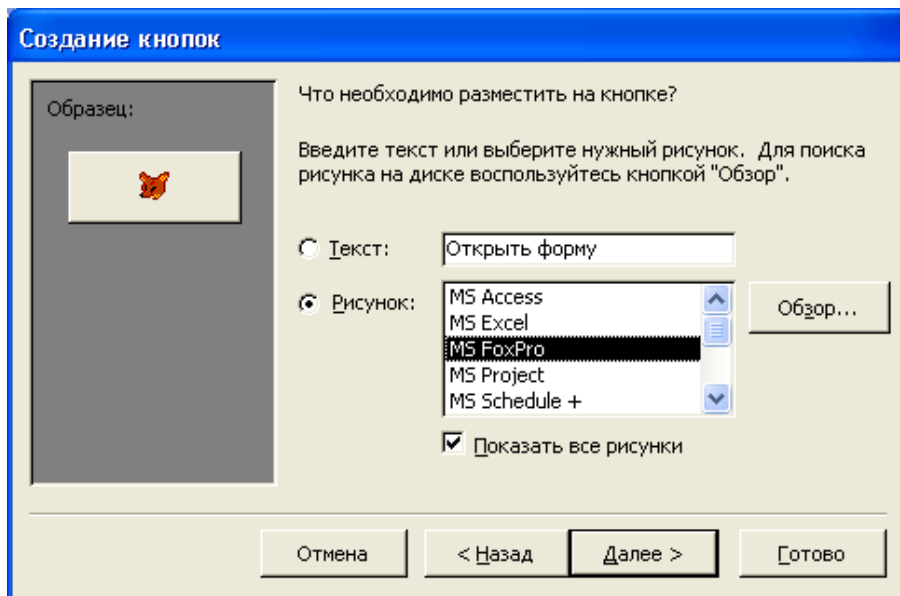 Создание кнопок
Образец:
Что необходимо разместить на кнопке?
Введите текст или выберите нужный рисунок. Для поиска
рисунка на диске воспользуйтесь кнопкой "Обзор".
Текст:
Открыть форму
Рисунок:
MS Access
MS Excel
MS FoxPro
MS Project
MS Schedule +
Обзор...
Показать все рисунки
Отмена
< Назад
Далее >
Готово